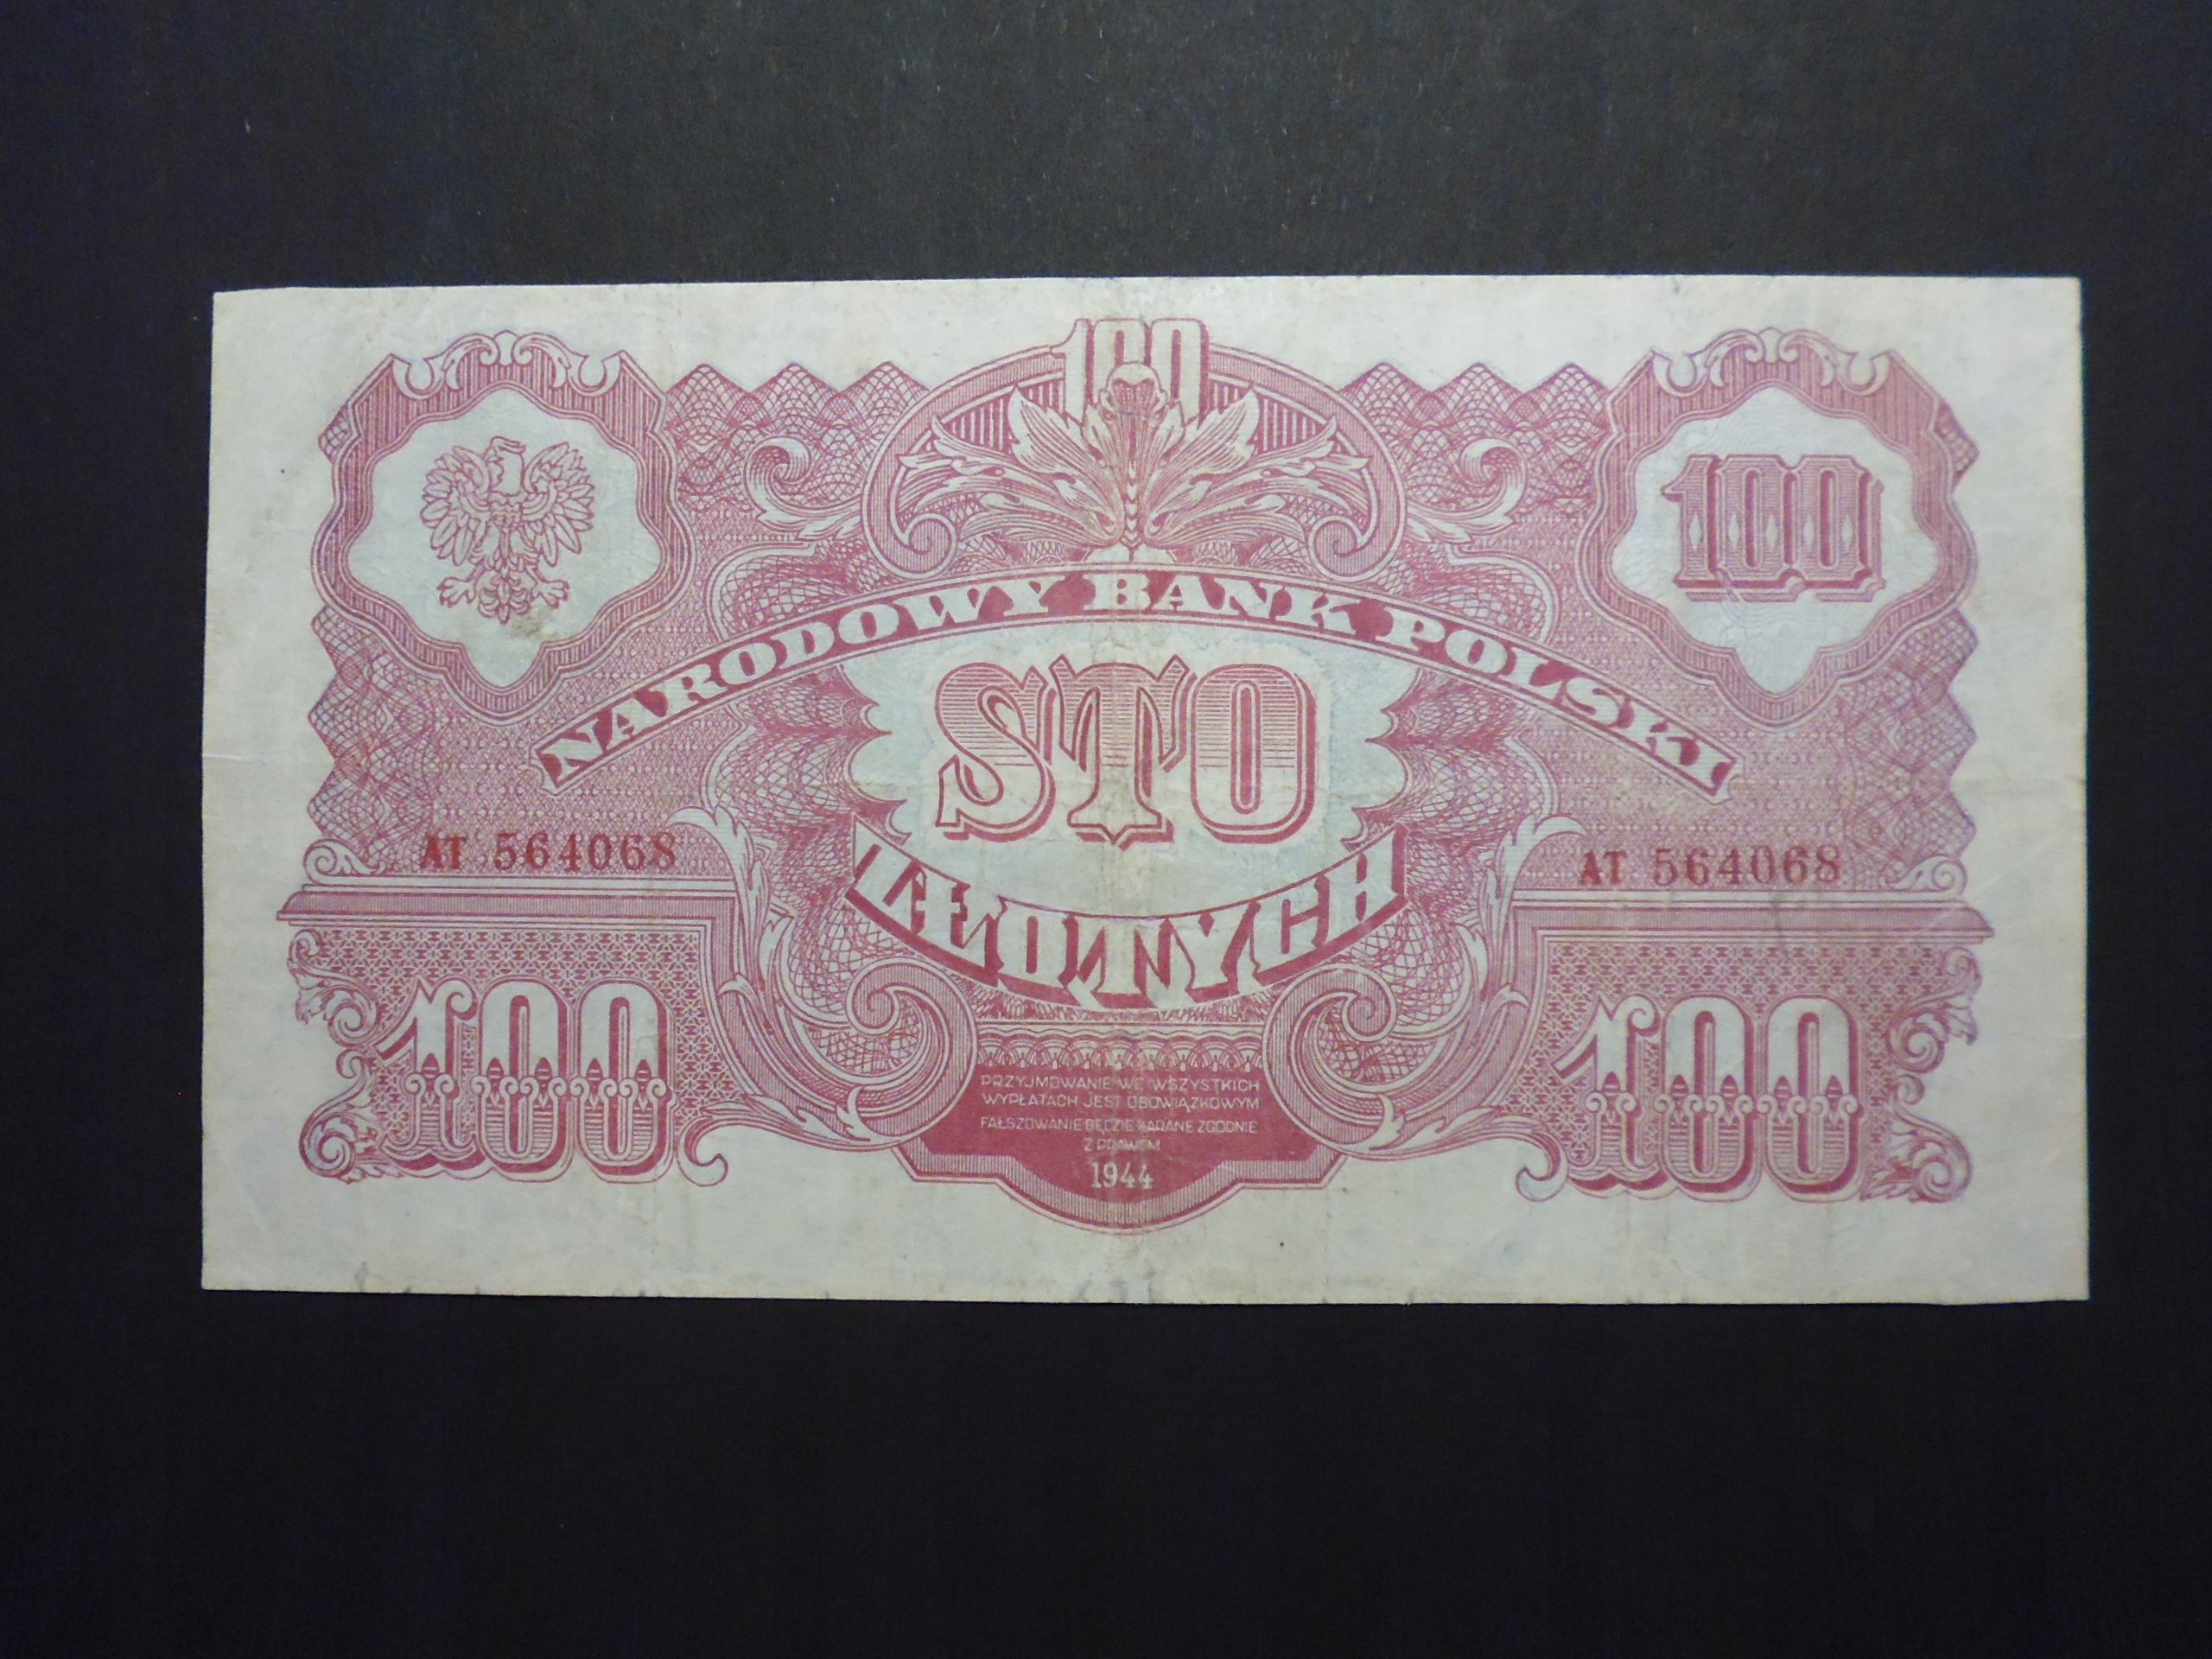 100
100
NARODOWY BANK POLSKI
STO
ZŁOTYCH
AT 564068
AT 564068
100
100
PRZYJMOWANIE WE WSZYSTKICH
WYPŁATACH JEST OBOWIĄZKOWYM
FAŁSZOWANIE BĘDZIE KARANE ZGODNIE
Z PRAWEM
1944